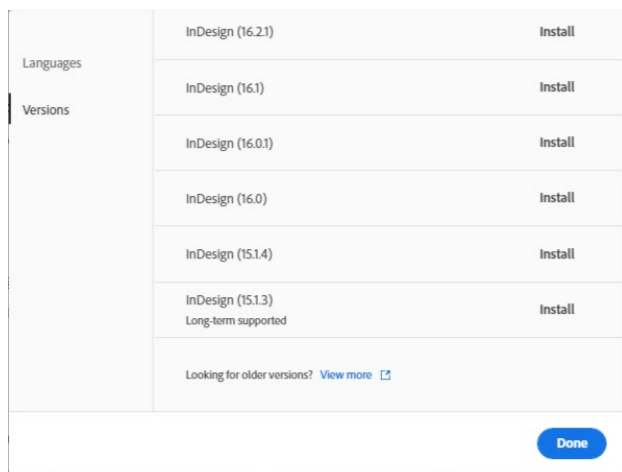 Languages
Versions
InDesign (16.2.1) Install
InDesign (16.1) Install
InDesign (16.0.1) Install
InDesign (16.0) Install
InDesign (15.1.4) Install
InDesign (15.1.3) Install
Long-term supported
Looking for older versions? View more
Done